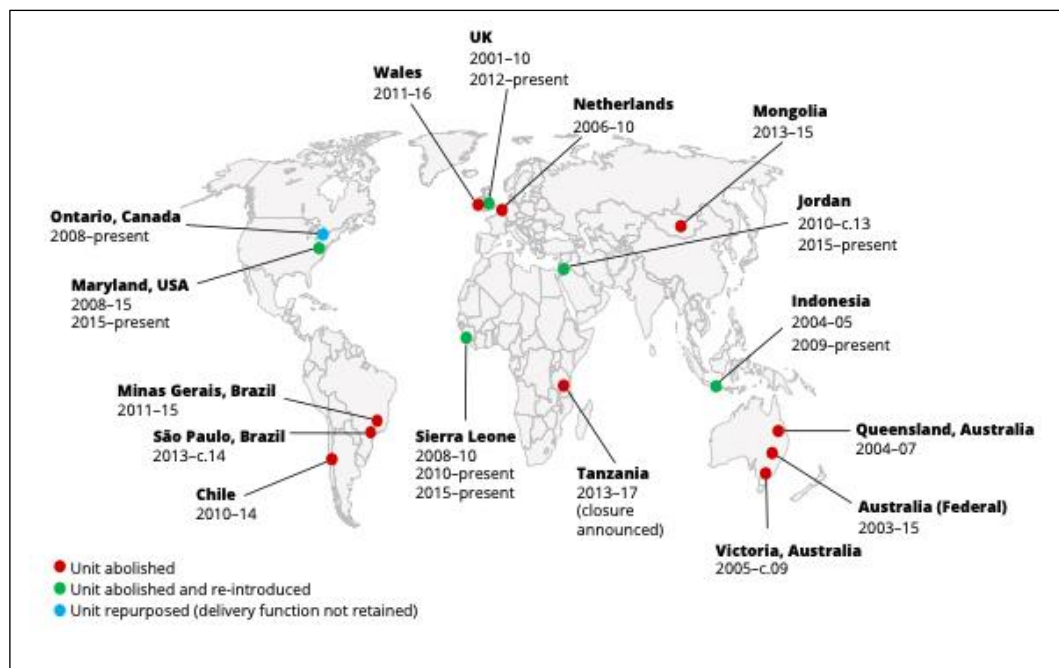 UK
2001–10
2012–present
Wales
2011–16
Netherlands
2006–10
Mongolia
2013–15
Jordan
2010–c.13
2015–present
Ontario, Canada
2008–present
Maryland, USA
2008–15
2015–present
Indonesia
2004–05
2009–present
Minas Gerais, Brazil
2011–15
São Paulo, Brazil
2013–c.14
Chile
2010–14
Sierra Leone
2008–10
2010–present
2015–present
Tanzania
2013–17
(closure
announced)
Queensland, Australia
2004–07
Australia (Federal)
2003–15
Victoria, Australia
2005–c.09
Unit abolished
Unit abolished and re-introduced
Unit repurposed (delivery function not retained)